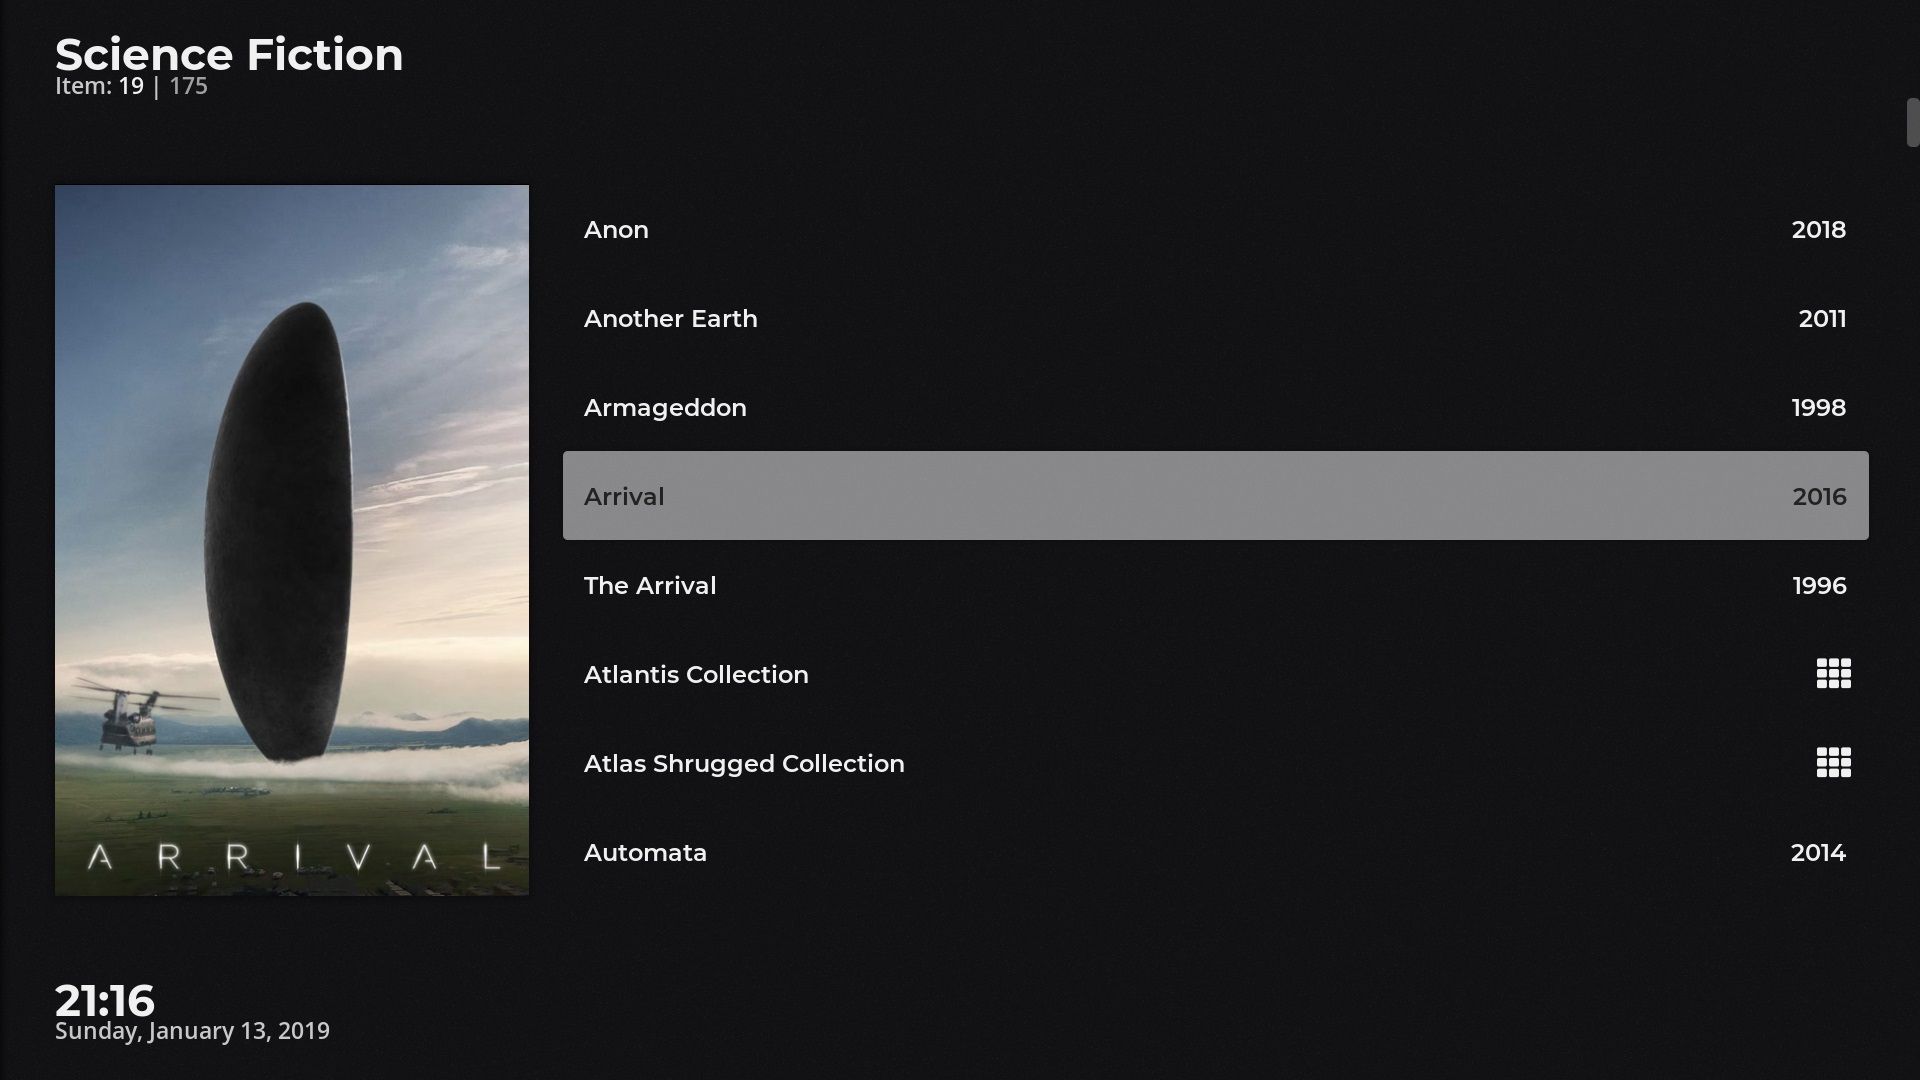 Science Fiction
Item: 19 | 175
Anon 2018
Another Earth 2011
Armageddon 1998
Arrival 2016
The Arrival 1996
Atlantis Collection
Atlas Shrugged Collection
Automata 2014
ARRIVAL
21:16
Sunday, January 13, 2019